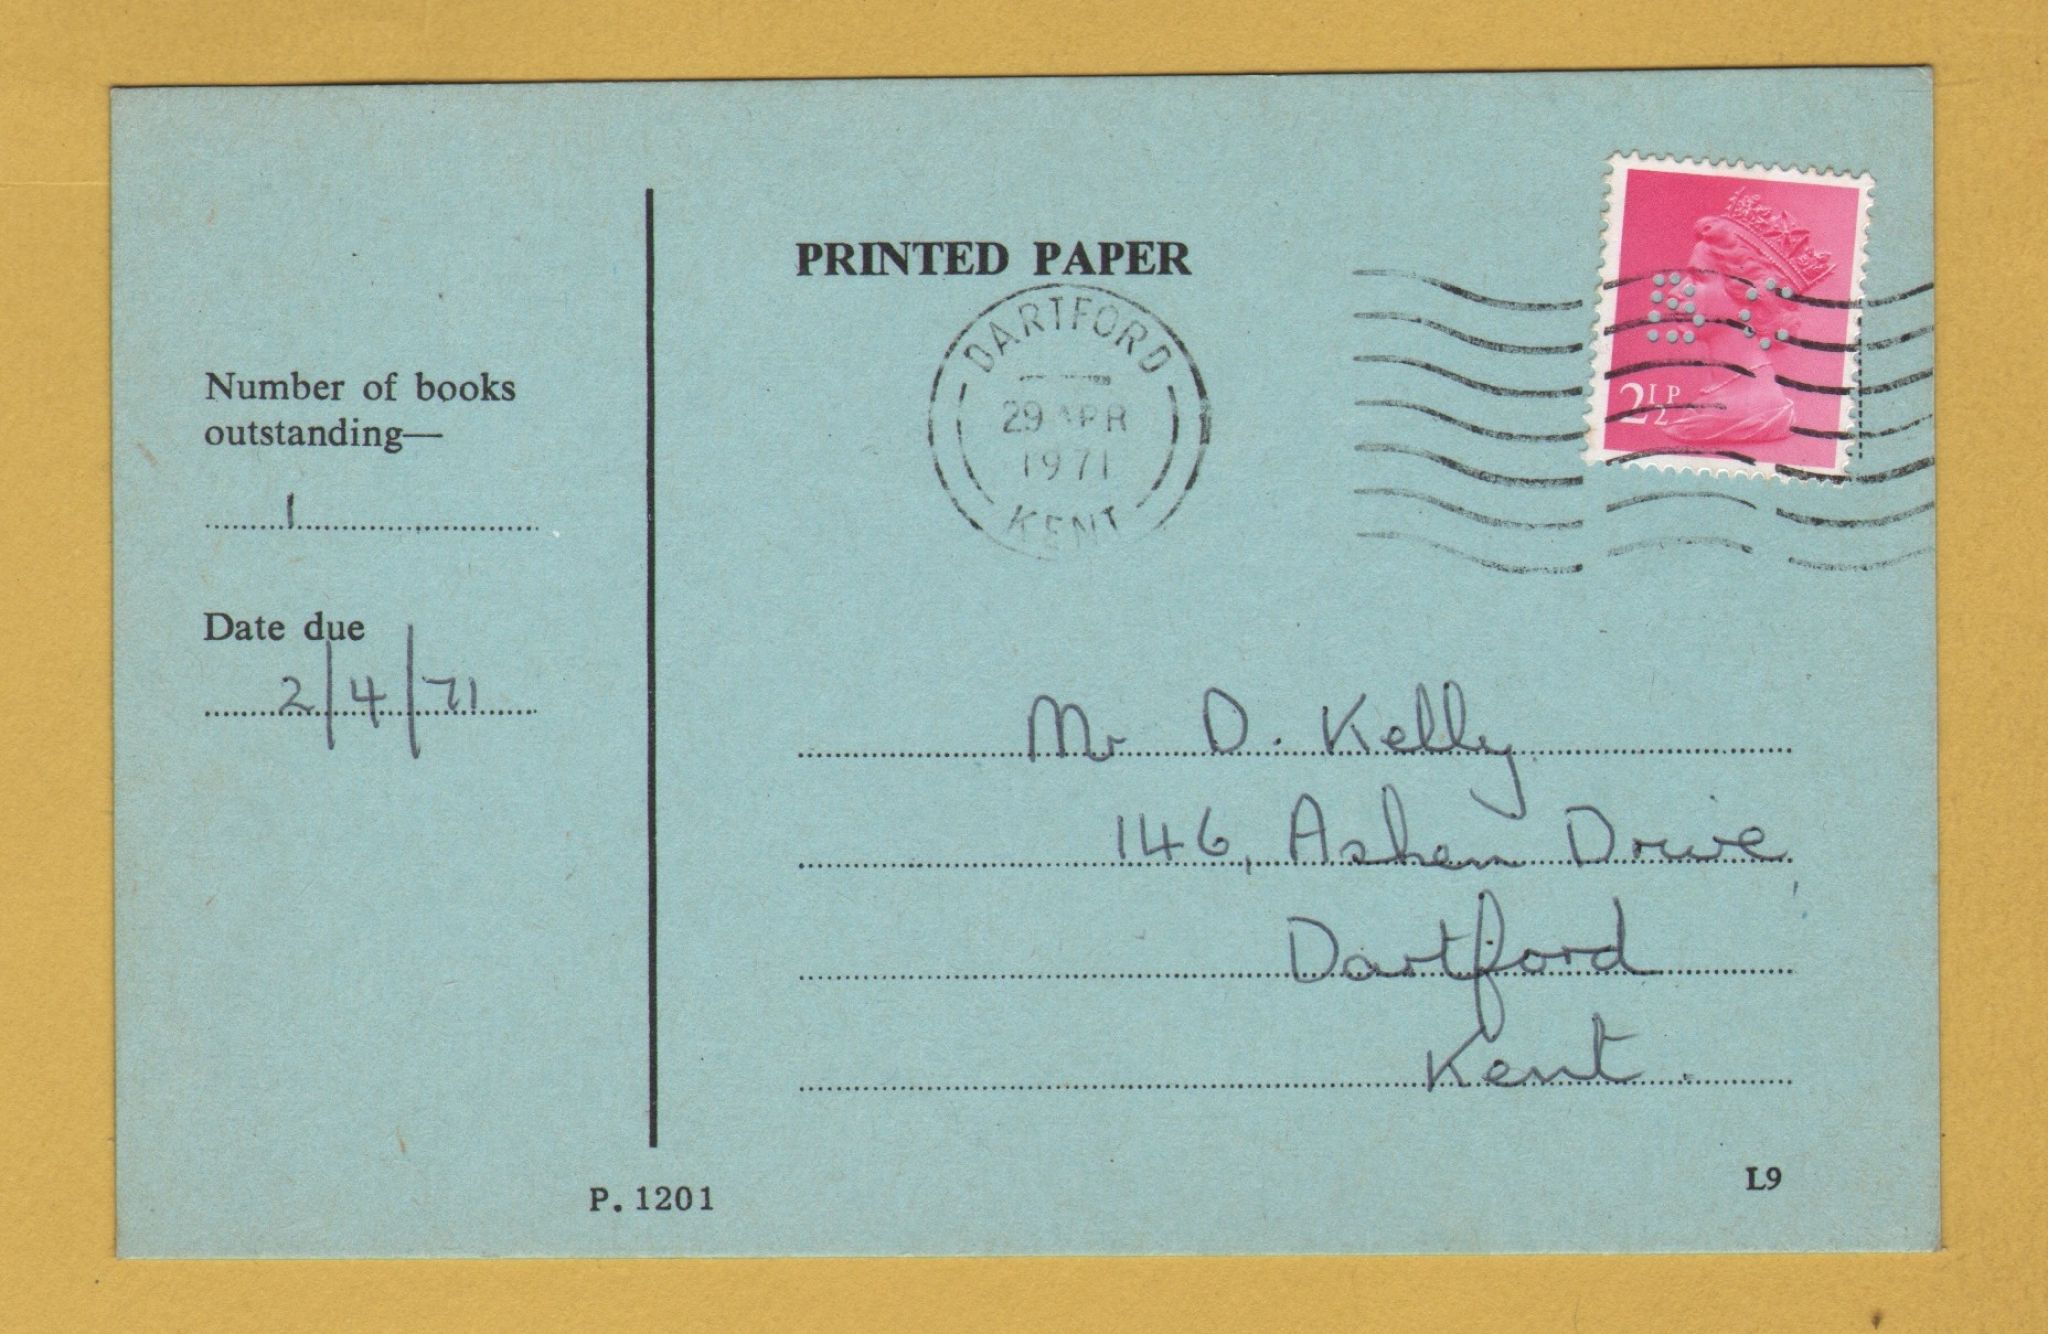 PRINTED PAPER
DARTFORD
29 APR
1971
KENT
2½P
Number of books
outstanding—
1
Date due
2/4/71
Mr D. Kelly
146, Ashen Drive,
Dartford
Kent.
P. 1201
L9